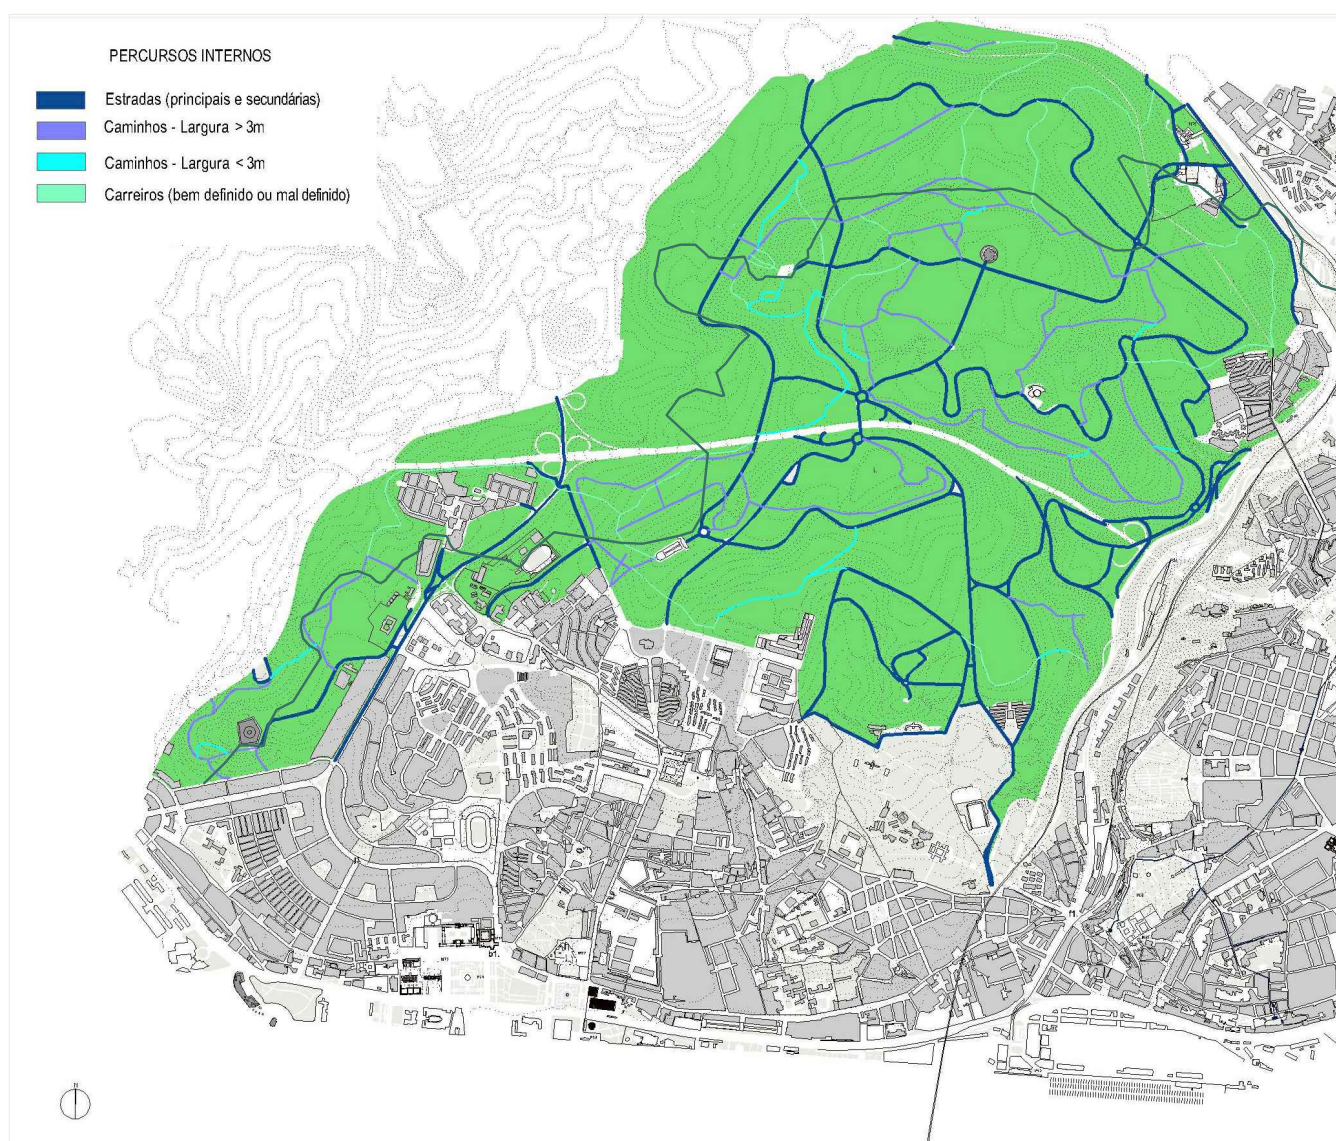 PERCURSOS INTERNOS
Estradas (principais e secundárias)
Caminhos - Largura > 3m
Caminhos - Largura < 3m
Carreiros (bem definido ou mal definido)
N